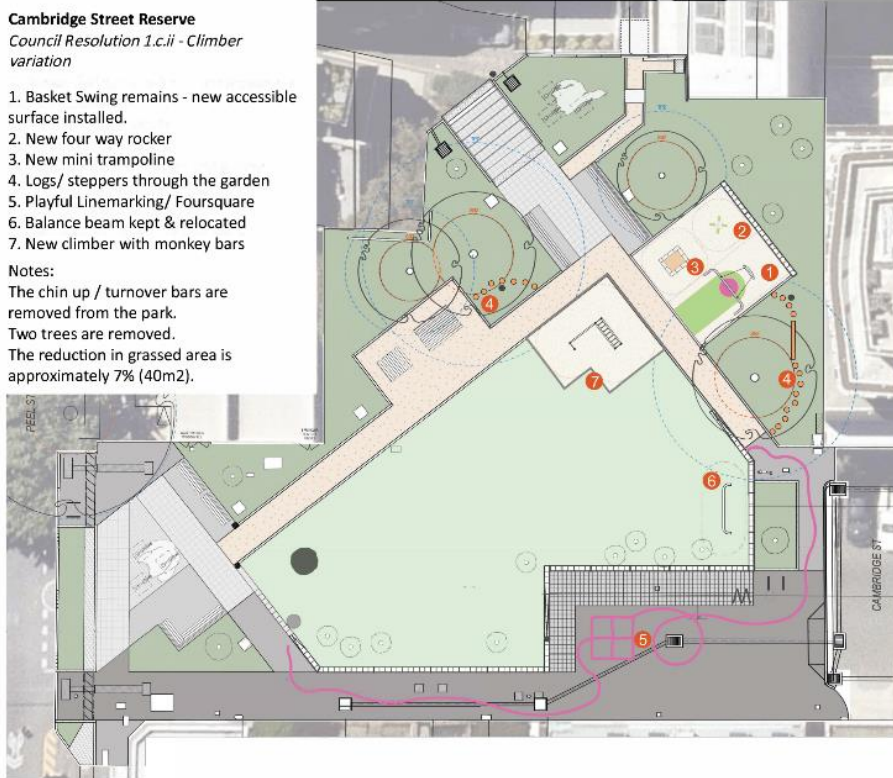 Cambridge Street Reserve
Council Resolution 1.c.ii - Climber
variation
1. Basket Swing remains - new accessible
surface installed.
2. New four way rocker
3. New mini trampoline
4. Logs/ steppers through the garden
5. Playful Linemarking/ Foursquare
6. Balance beam kept & relocated
7. New climber with monkey bars
Notes:
The chin up / turnover bars are
removed from the park.
Two trees are removed.
The reduction in grassed area is
approximately 7% (40m2).
2
3
1
4
7
4
PEEL ST
6
CAMBRIDGE ST
5